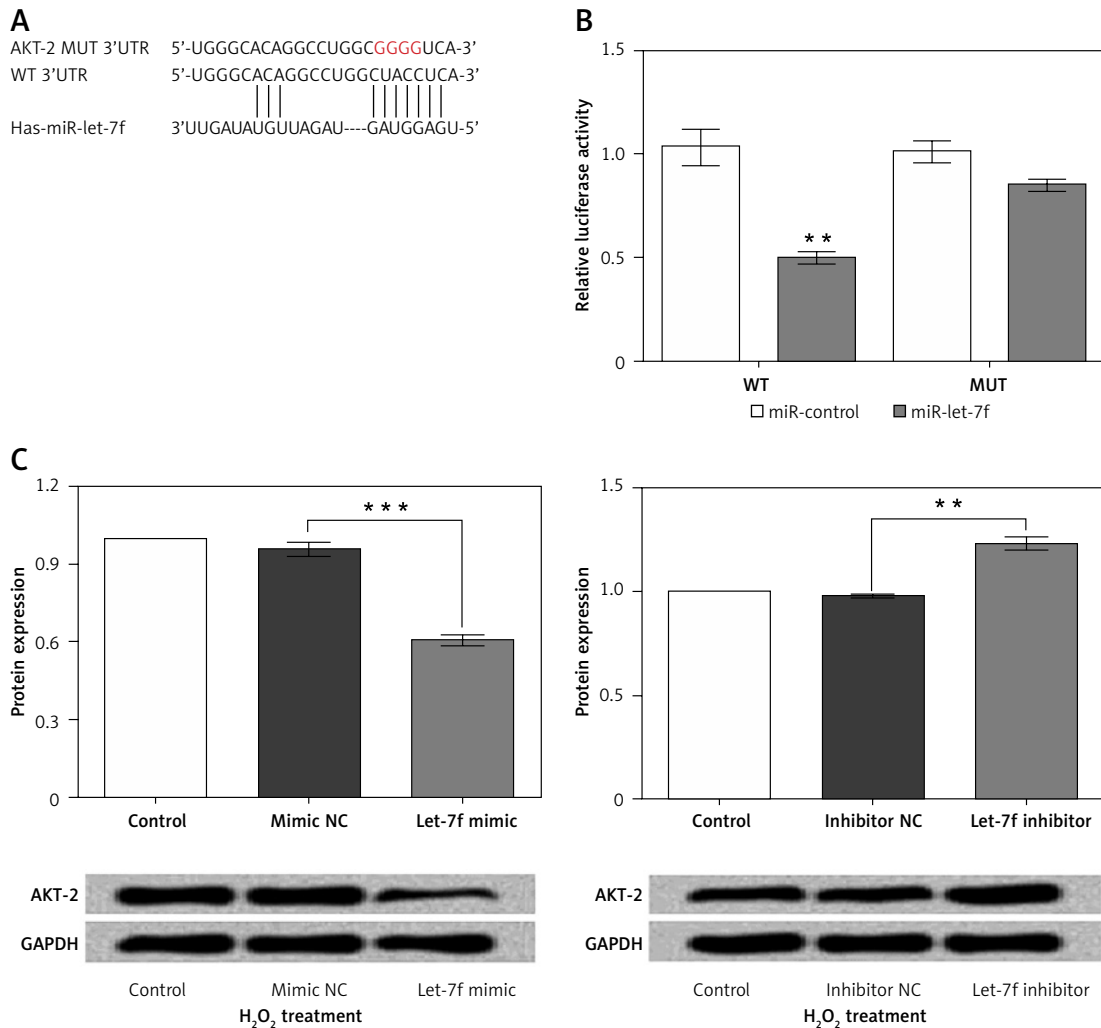 A
AKT-2 MUT 3’UTR 5’-UGGGCACAGGCCUGGCGGGGUCA-3’
WT 3’UTR 5’-UGGGCACAGGCCUGGCUACCUCA-3’
Has-miR-let-7f 3’UUGAUAUGUUAGAU----GAUGGAGU-5’
B
Relative luciferase activity
1.5
1.0
0.5
0
* *
WT MUT
miR-control miR-let-7f
C
Protein expression
1.2
0.9
0.6
0.3
0
* * *
Control Mimic NC Let-7f mimic
AKT-2
GAPDH
Control Mimic NC Let-7f mimic
H₂O₂ treatment
Protein expression
1.5
1.0
0.5
0
* *
Control Inhibitor NC Let-7f inhibitor
AKT-2
GAPDH
Control Inhibitor NC Let-7f inhibitor
H₂O₂ treatment